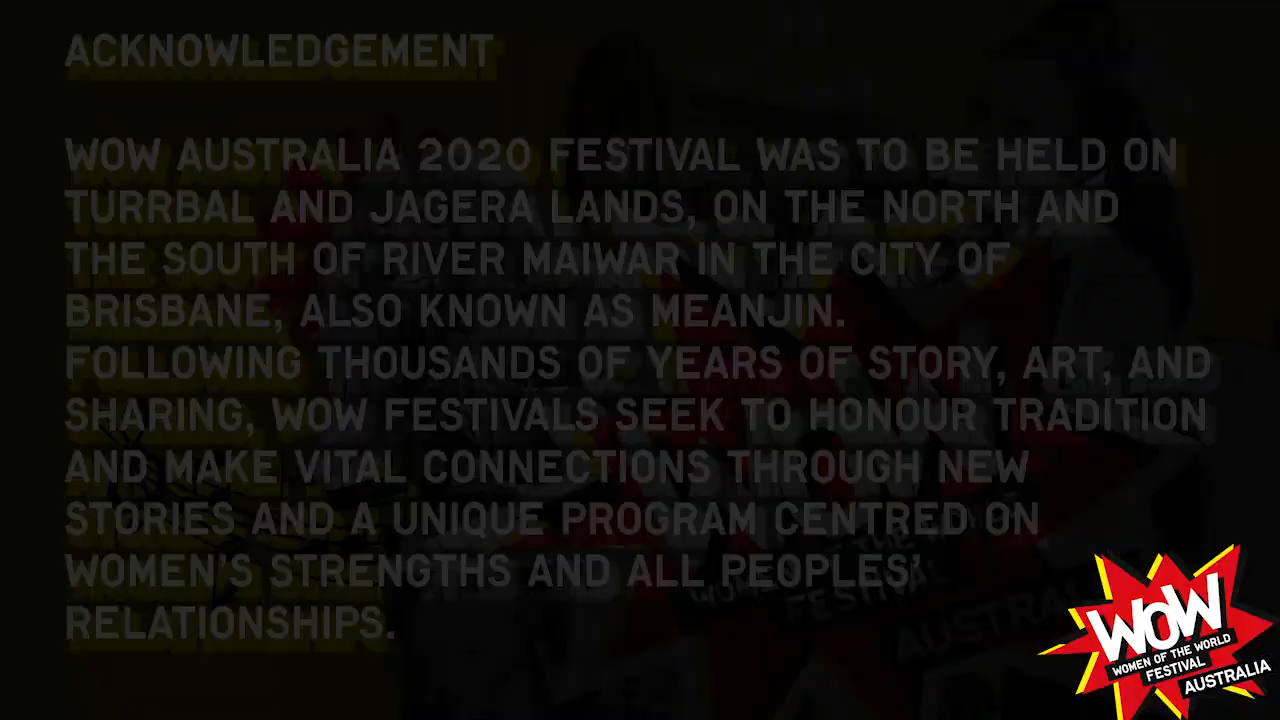 ACKNOWLEDGEMENT
WOW AUSTRALIA 2020 FESTIVAL WAS TO BE HELD ON
TURRBAL AND JAGERA LANDS, ON THE NORTH AND
THE SOUTH OF RIVER MAIWAR IN THE CITY OF
BRISBANE, ALSO KNOWN AS MEANJIN.
FOLLOWING THOUSANDS OF YEARS OF STORY, ART, AND
SHARING, WOW FESTIVALS SEEK TO HONOUR TRADITION
AND MAKE VITAL CONNECTIONS THROUGH NEW
STORIES AND A UNIQUE PROGRAM CENTRED ON
WOMEN'S STRENGTHS AND ALL PEOPLES'
RELATIONSHIPS.
FESTIVAL
AUSTRALIA
WOW
WOMEN OF THE WORLD
FESTIVAL
AUSTRALIA